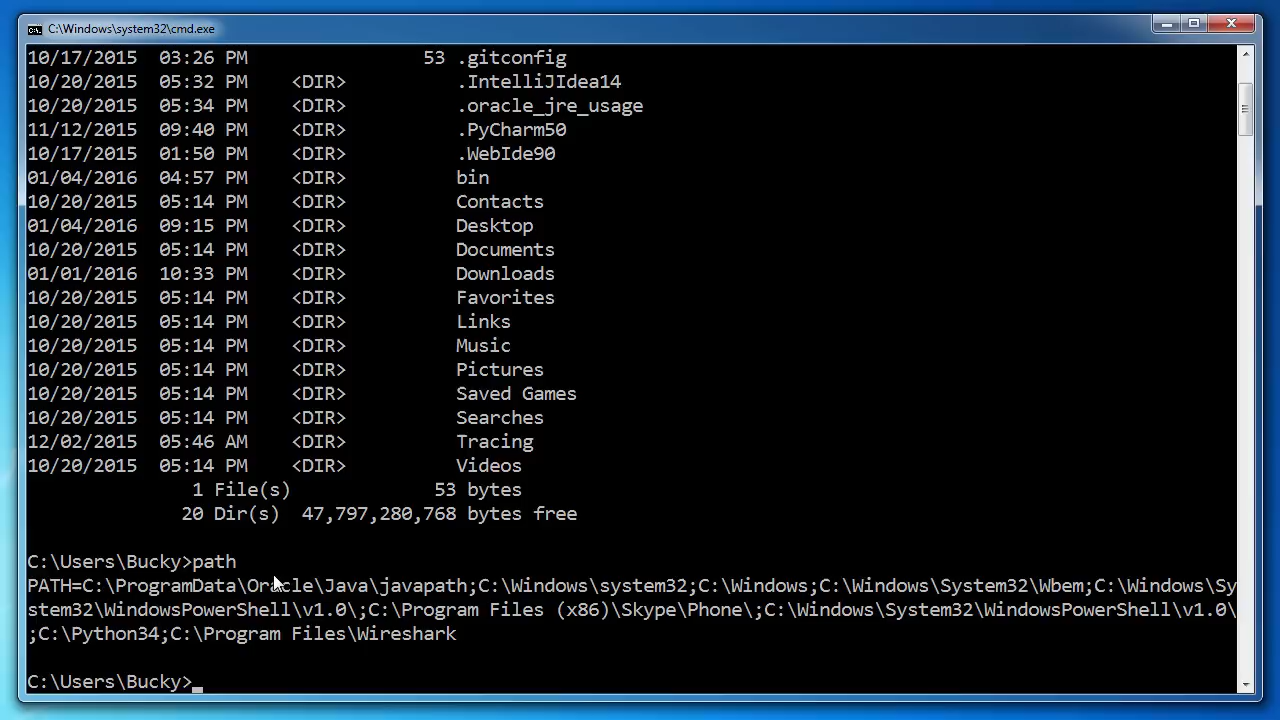 C:\Windows\system32\cmd.exe
10/17/2015  03:26 PM                53 .gitconfig
10/20/2015  05:32 PM    <DIR>          .IntelliJIdea14
10/20/2015  05:34 PM    <DIR>          .oracle_jre_usage
11/12/2015  09:40 PM    <DIR>          .PyCharm50
10/17/2015  01:50 PM    <DIR>          .WebIde90
01/04/2016  04:57 PM    <DIR>          bin
10/20/2015  05:14 PM    <DIR>          Contacts
01/04/2016  09:15 PM    <DIR>          Desktop
10/20/2015  05:14 PM    <DIR>          Documents
01/01/2016  10:33 PM    <DIR>          Downloads
10/20/2015  05:14 PM    <DIR>          Favorites
10/20/2015  05:14 PM    <DIR>          Links
10/20/2015  05:14 PM    <DIR>          Music
10/20/2015  05:14 PM    <DIR>          Pictures
10/20/2015  05:14 PM    <DIR>          Saved Games
10/20/2015  05:14 PM    <DIR>          Searches
12/02/2015  05:46 AM    <DIR>          Tracing
10/20/2015  05:14 PM    <DIR>          Videos
               1 File(s)             53 bytes
              20 Dir(s)  47,797,280,768 bytes free
C:\Users\Bucky>path
PATH=C:\ProgramData\Oracle\Java\javapath;C:\Windows\system32;C:\Windows;C:\Windows\System32\Wbem;C:\Windows\Sy
stem32\WindowsPowerShell\v1.0\;C:\Program Files (x86)\Skype\Phone\;C:\Windows\System32\WindowsPowerShell\v1.0\
;C:\Python34;C:\Program Files\Wireshark
C:\Users\Bucky>_